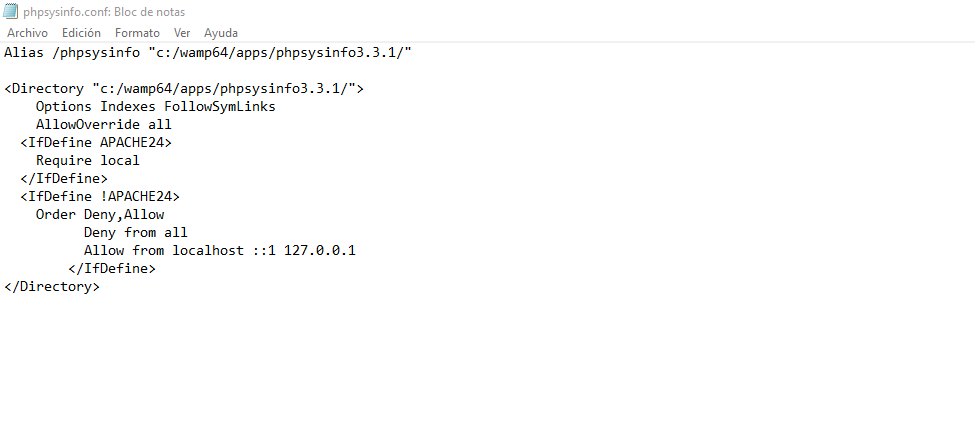 phpsysinfo.conf: Bloc de notas
Archivo Edición Formato Ver Ayuda
Alias /phpsysinfo "c:/wamp64/apps/phpsysinfo3.3.1/"

<Directory "c:/wamp64/apps/phpsysinfo3.3.1/">
    Options Indexes FollowSymLinks
    AllowOverride all
  <IfDefine APACHE24>
    Require local
  </IfDefine>
  <IfDefine !APACHE24>
    Order Deny,Allow
          Deny from all
          Allow from localhost ::1 127.0.0.1
        </IfDefine>
</Directory>